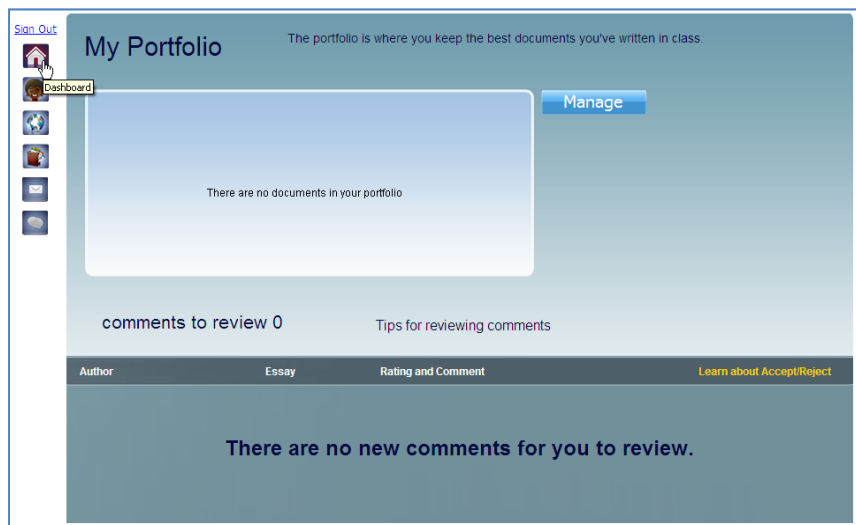 Sign Out
My Portfolio
The portfolio is where you keep the best documents you've written in class.
Dashboard
Manage
There are no documents in your portfolio
comments to review 0
Tips for reviewing comments
Author Essay Rating and Comment Learn about Accept/Reject
There are no new comments for you to review.